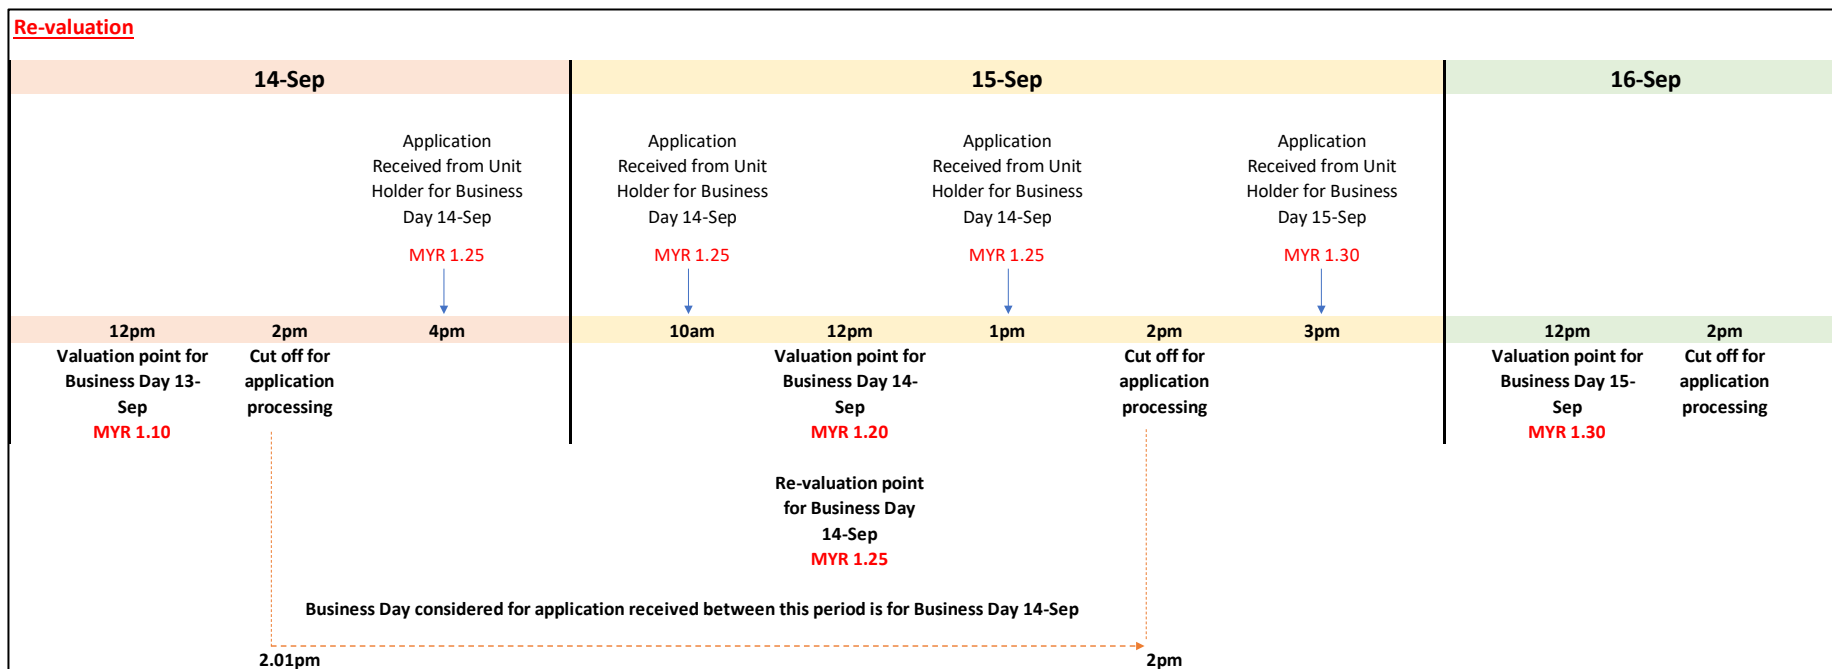 Re-valuation
14-Sep
15-Sep
16-Sep
Application
Received from Unit
Holder for Business
Day 14-Sep
MYR 1.25
Application
Received from Unit
Holder for Business
Day 14-Sep
MYR 1.25
Application
Received from Unit
Holder for Business
Day 14-Sep
MYR 1.25
Application
Received from Unit
Holder for Business
Day 15-Sep
MYR 1.30
12pm
2pm
4pm
10am
12pm
1pm
2pm
3pm
12pm
2pm
Valuation point for
Business Day 13-
Sep
MYR 1.10
Cut off for
application
processing
Valuation point for
Business Day 14-
Sep
MYR 1.20
Cut off for
application
processing
Valuation point for
Business Day 15-
Sep
MYR 1.30
Cut off for
application
processing
Re-valuation point
for Business Day
14-Sep
MYR 1.25
Business Day considered for application received between this period is for Business Day 14-Sep
2.01pm
2pm